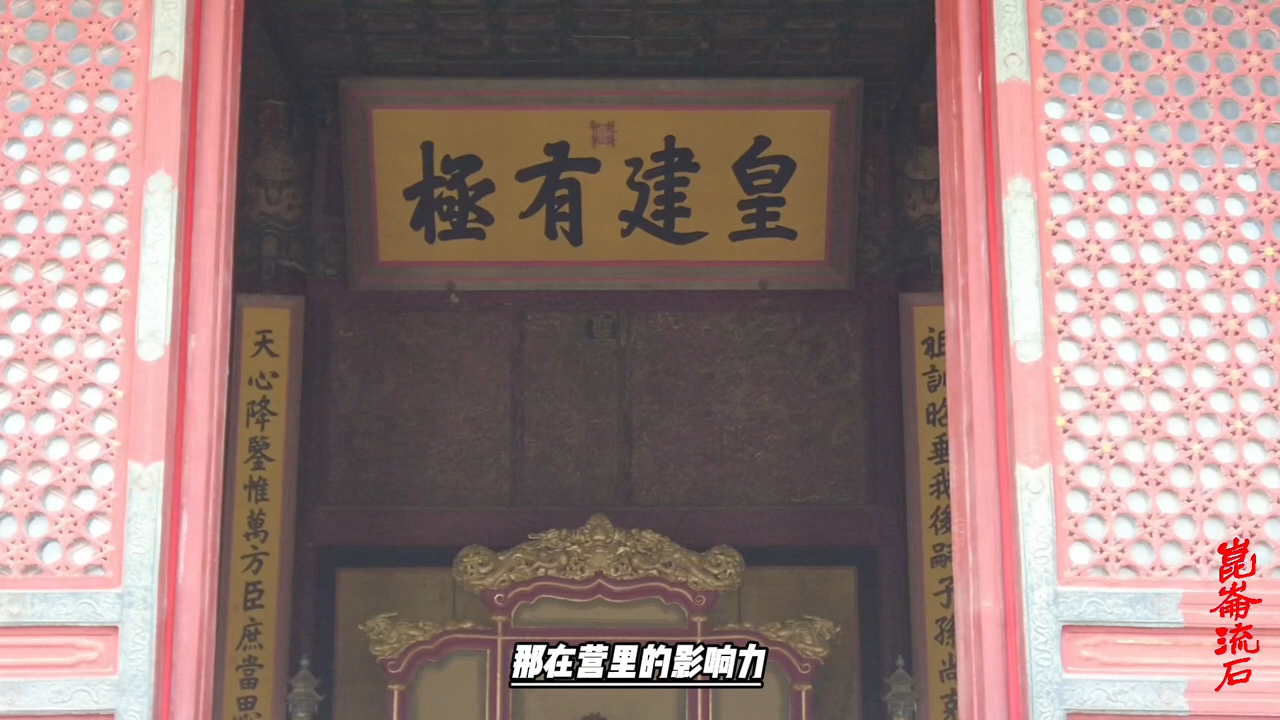 皇建有極
祖訓昭垂我後嗣子孫尚
天心降鑒惟萬方臣庶當思
那在营里的影响力
崑崙流石